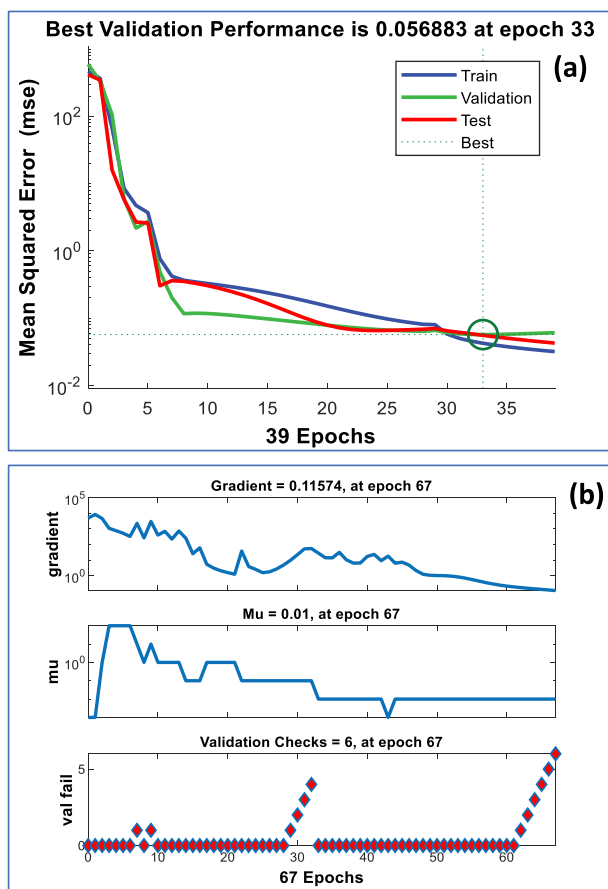 Best Validation Performance is 0.056883 at epoch 33
(a)
Train
Validation
Test
Best
Mean Squared Error (mse)
10^2
10^0
10^-2
0 5 10 15 20 25 30 35
39 Epochs
(b)
Gradient = 0.11574, at epoch 67
gradient
10^5
10^0
Mu = 0.01, at epoch 67
mu
10^0
Validation Checks = 6, at epoch 67
val fail
5
0
0 10 20 30 40 50 60
67 Epochs